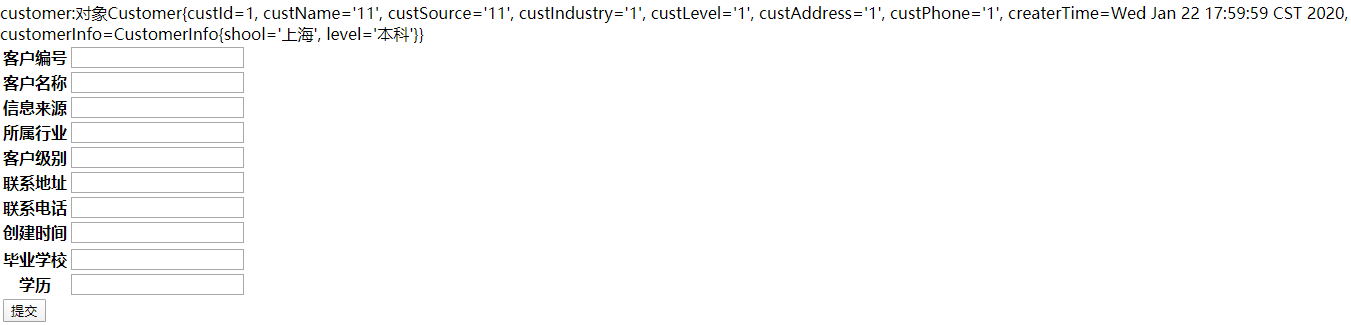 customer:对象Customer{custId=1, custName='11', custSource='11', custIndustry='1', custLevel='1', custAddress='1', custPhone='1', createrTime=Wed Jan 22 17:59:59 CST 2020,
customerInfo=CustomerInfo{shool='上海', level='本科'}}
客户编号
客户名称
信息来源
所属行业
客户级别
联系地址
联系电话
创建时间
毕业学校
学历
提交